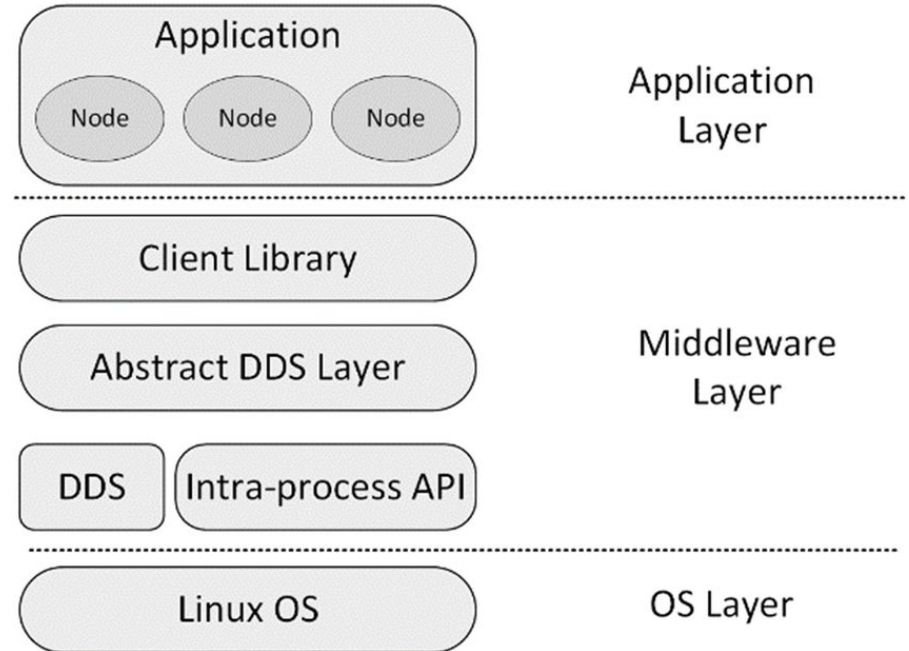 Application
Node Node Node
Application
Layer
Client Library
Abstract DDS Layer
Middleware
Layer
DDS Intra-process API
Linux OS
OS Layer